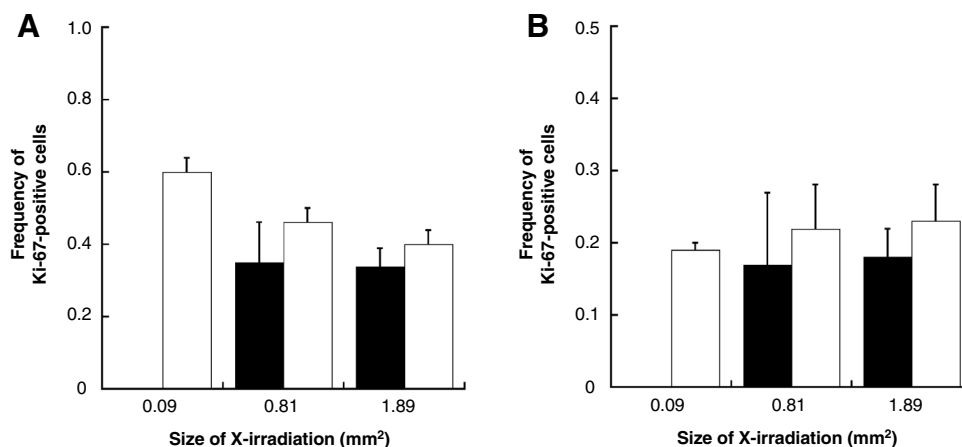 A
Frequency of
Ki-67-positive cells
1.0
0.8
0.6
0.4
0.2
0
0.09
0.81
1.89
Size of X-irradiation (mm²)
B
Frequency of
Ki-67-positive cells
0.5
0.4
0.3
0.2
0.1
0
0.09
0.81
1.89
Size of X-irradiation (mm²)